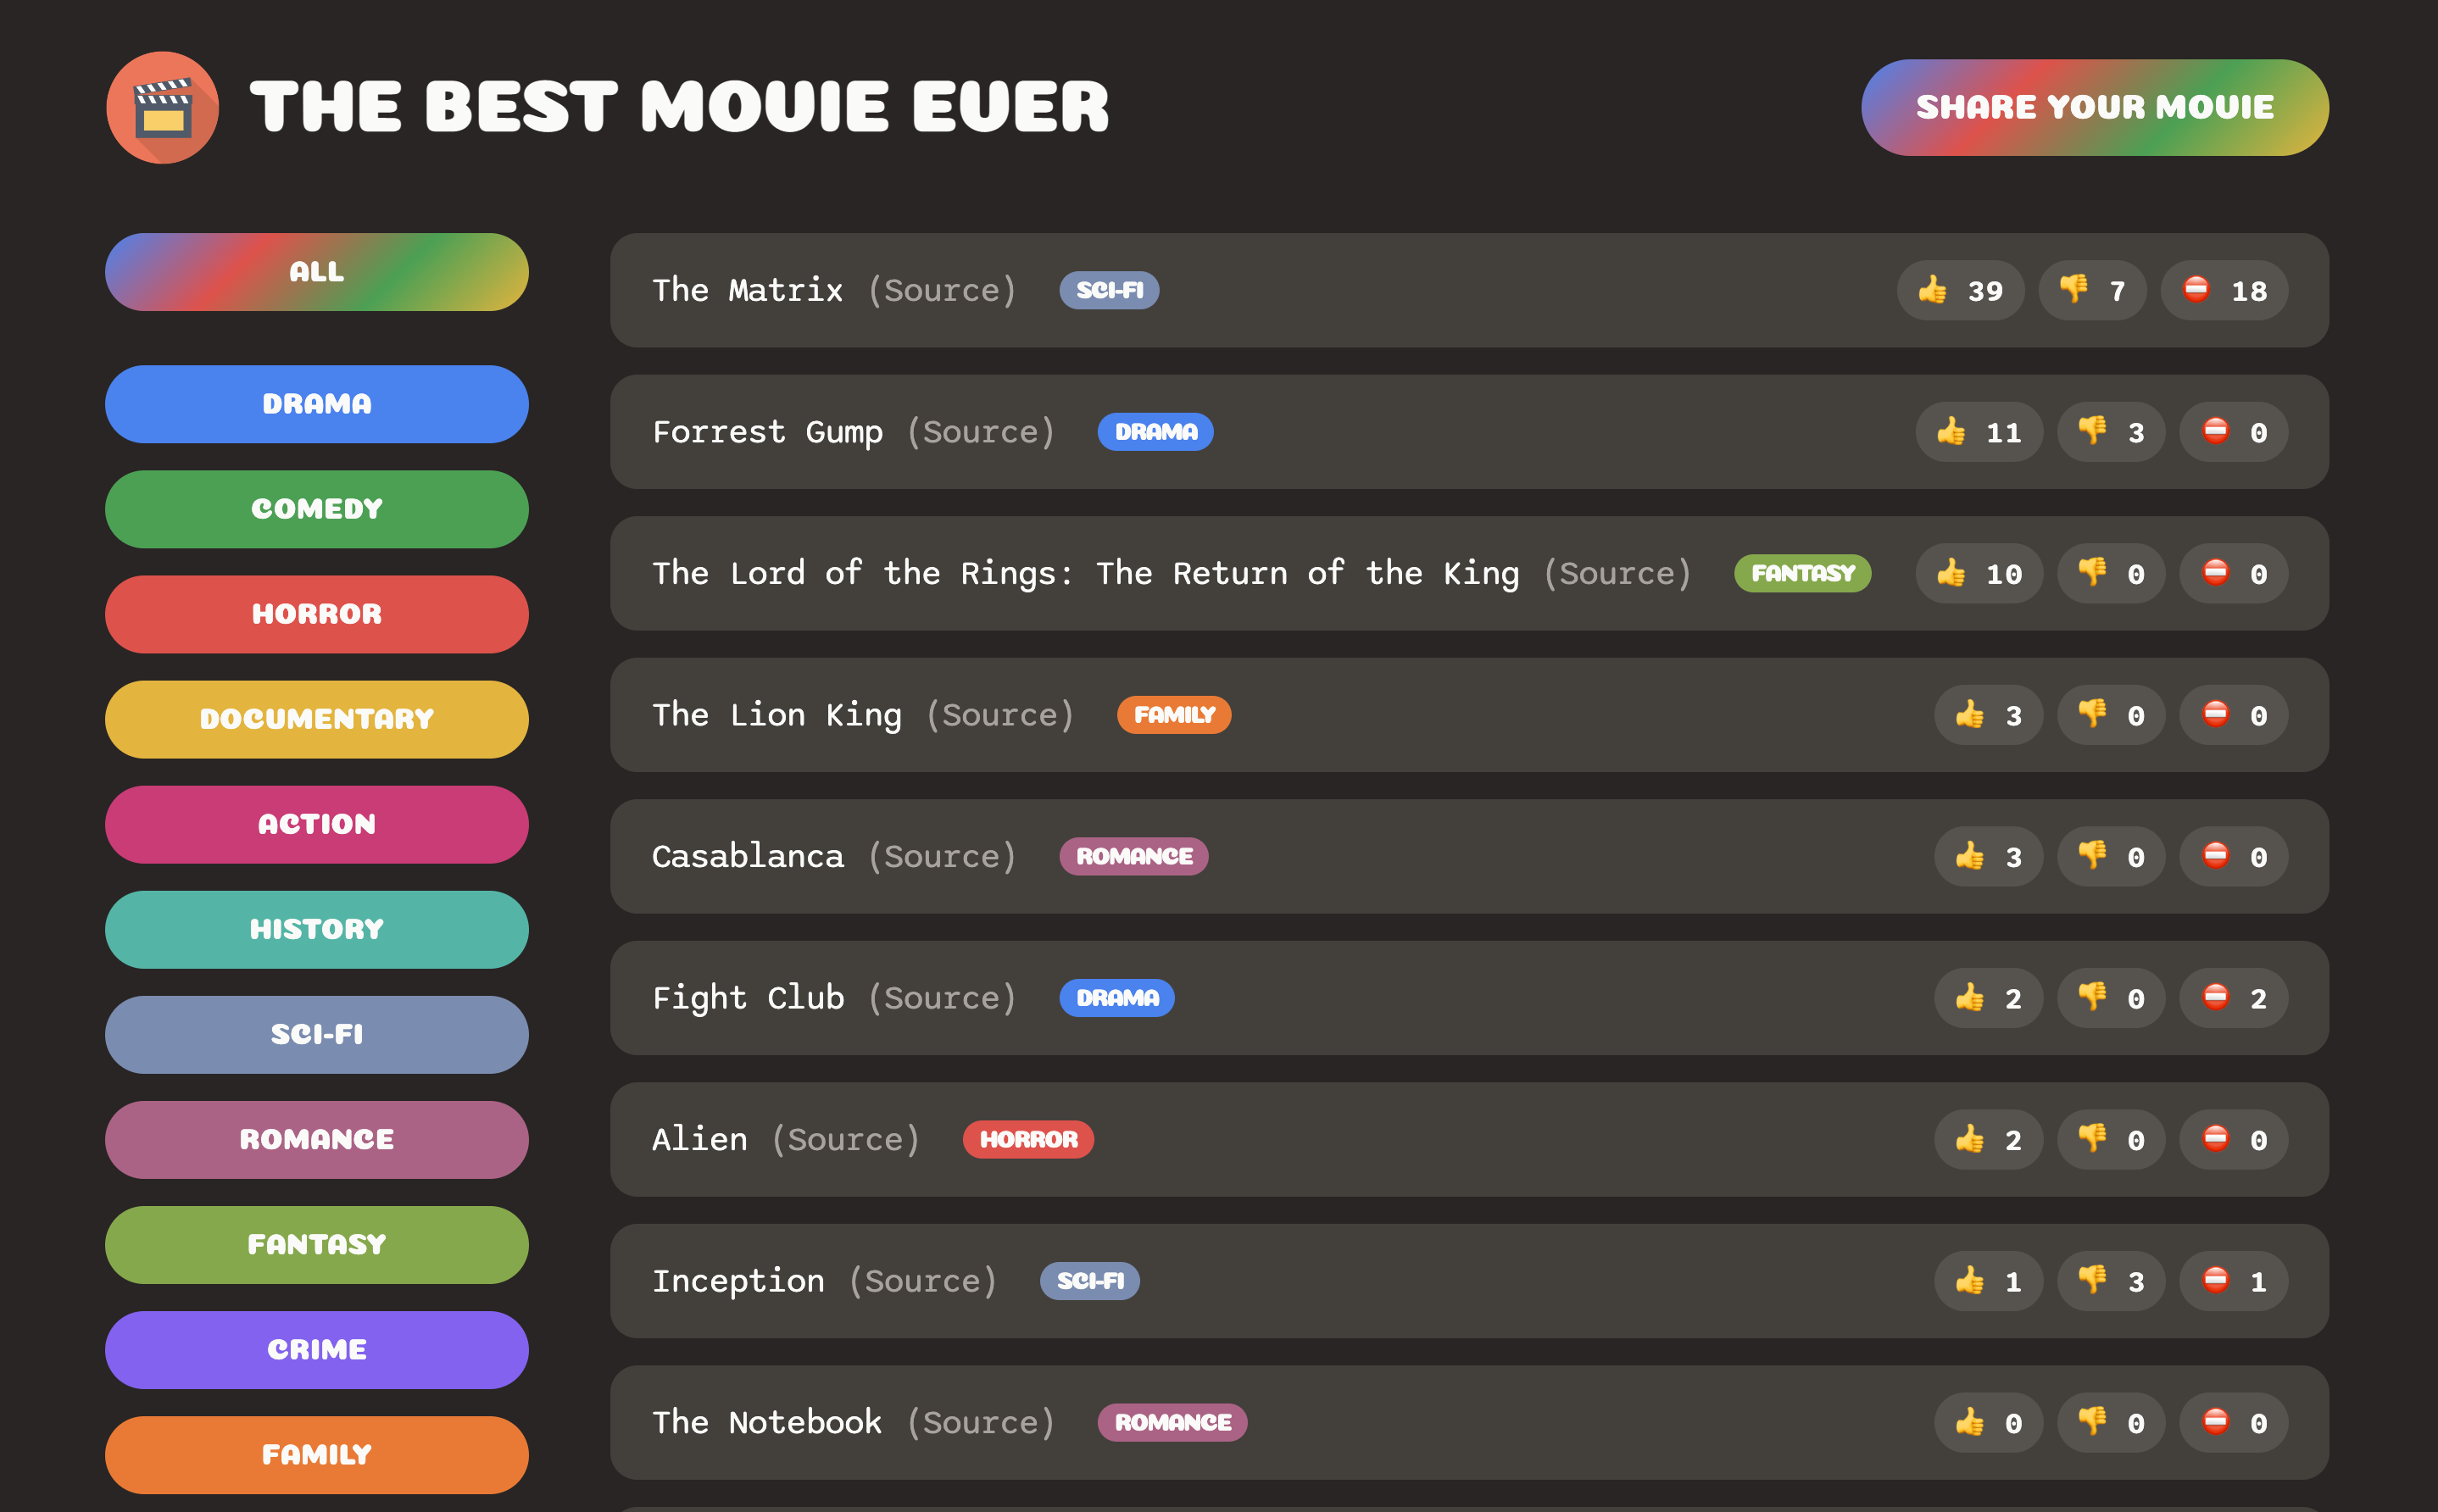 THE BEST MOVIE EVER
SHARE YOUR MOVIE
ALL
DRAMA
COMEDY
HORROR
DOCUMENTARY
ACTION
HISTORY
SCI-FI
ROMANCE
FANTASY
CRIME
FAMILY
The Matrix (Source) SCI-FI 👍 39 👎 7 ⛔ 18
Forrest Gump (Source) DRAMA 👍 11 👎 3 ⛔ 0
The Lord of the Rings: The Return of the King (Source) FANTASY 👍 10 👎 0 ⛔ 0
The Lion King (Source) FAMILY 👍 3 👎 0 ⛔ 0
Casablanca (Source) ROMANCE 👍 3 👎 0 ⛔ 0
Fight Club (Source) DRAMA 👍 2 👎 0 ⛔ 2
Alien (Source) HORROR 👍 2 👎 0 ⛔ 0
Inception (Source) SCI-FI 👍 1 👎 3 ⛔ 1
The Notebook (Source) ROMANCE 👍 0 👎 0 ⛔ 0